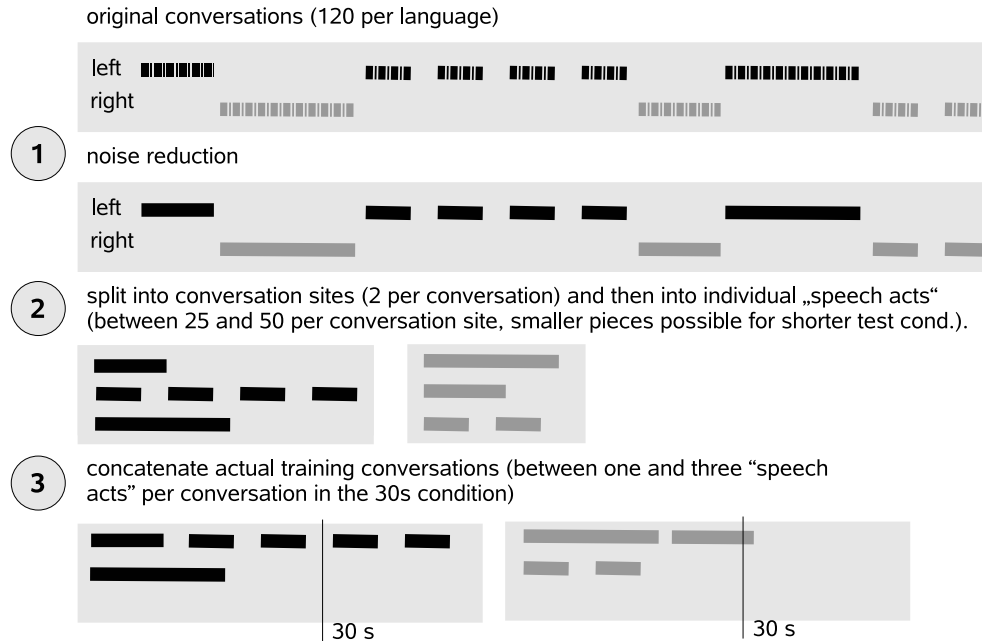 original conversations (120 per language)
left
right
1
noise reduction
left
right
2
split into conversation sites (2 per conversation) and then into individual „speech acts“
(between 25 and 50 per conversation site, smaller pieces possible for shorter test cond.).
3
concatenate actual training conversations (between one and three “speech
acts” per conversation in the 30s condition)
30 s
30 s